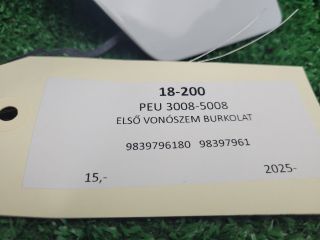 18-200
PEU 3008-5008
ELSŐ VONÓSZEM BURKOLAT
9839796180 98397961
15,- 2025-